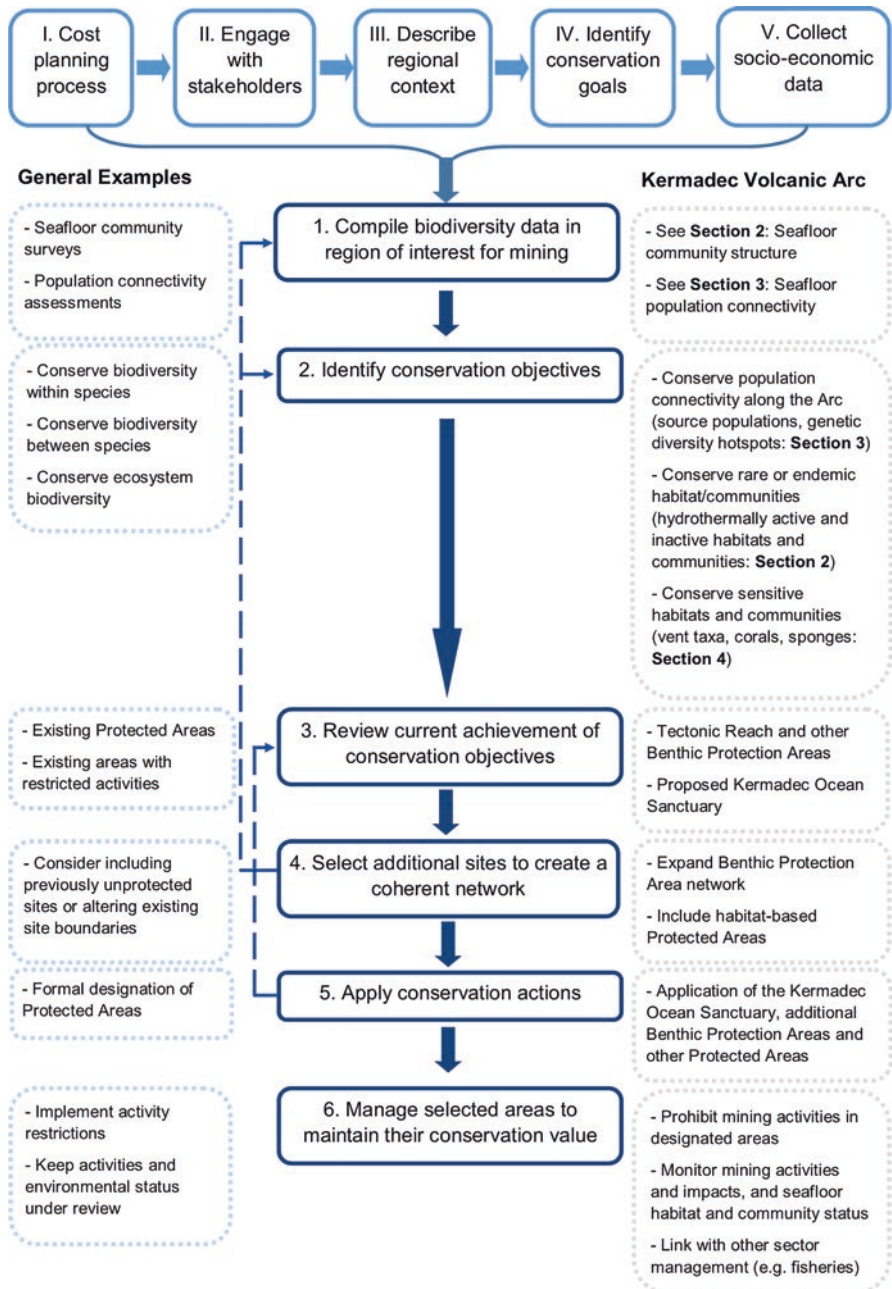 I. Cost
planning
process
II. Engage
with
stakeholders
III. Describe
regional
context
IV. Identify
conservation
goals
V. Collect
socio-economic
data
General Examples
Kermadec Volcanic Arc
- Seafloor community
surveys
- Population connectivity
assessments
1. Compile biodiversity data in
region of interest for mining
- See Section 2: Seafloor
community structure
- See Section 3: Seafloor
population connectivity
- Conserve biodiversity
within species
- Conserve biodiversity
between species
- Conserve ecosystem
biodiversity
2. Identify conservation objectives
- Conserve population
connectivity along the Arc
(source populations, genetic
diversity hotspots: Section 3)
- Conserve rare or endemic
habitat/communities
(hydrothermally active and
inactive habitats and
communities: Section 2)
- Conserve sensitive
habitats and communities
(vent taxa, corals, sponges:
Section 4)
- Existing Protected Areas
- Existing areas with
restricted activities
3. Review current achievement of
conservation objectives
- Tectonic Reach and other
Benthic Protection Areas
- Proposed Kermadec Ocean
Sanctuary
- Consider including
previously unprotected
sites or altering existing
site boundaries
4. Select additional sites to create a
coherent network
- Expand Benthic Protection
Area network
- Include habitat-based
Protected Areas
- Formal designation of
Protected Areas
5. Apply conservation actions
- Application of the Kermadec
Ocean Sanctuary, additional
Benthic Protection Areas and
other Protected Areas
- Implement activity
restrictions
- Keep activities and
environmental status
under review
6. Manage selected areas to
maintain their conservation value
- Prohibit mining activities in
designated areas
- Monitor mining activities
and impacts, and seafloor
habitat and community status
- Link with other sector
management (e.g. fisheries)